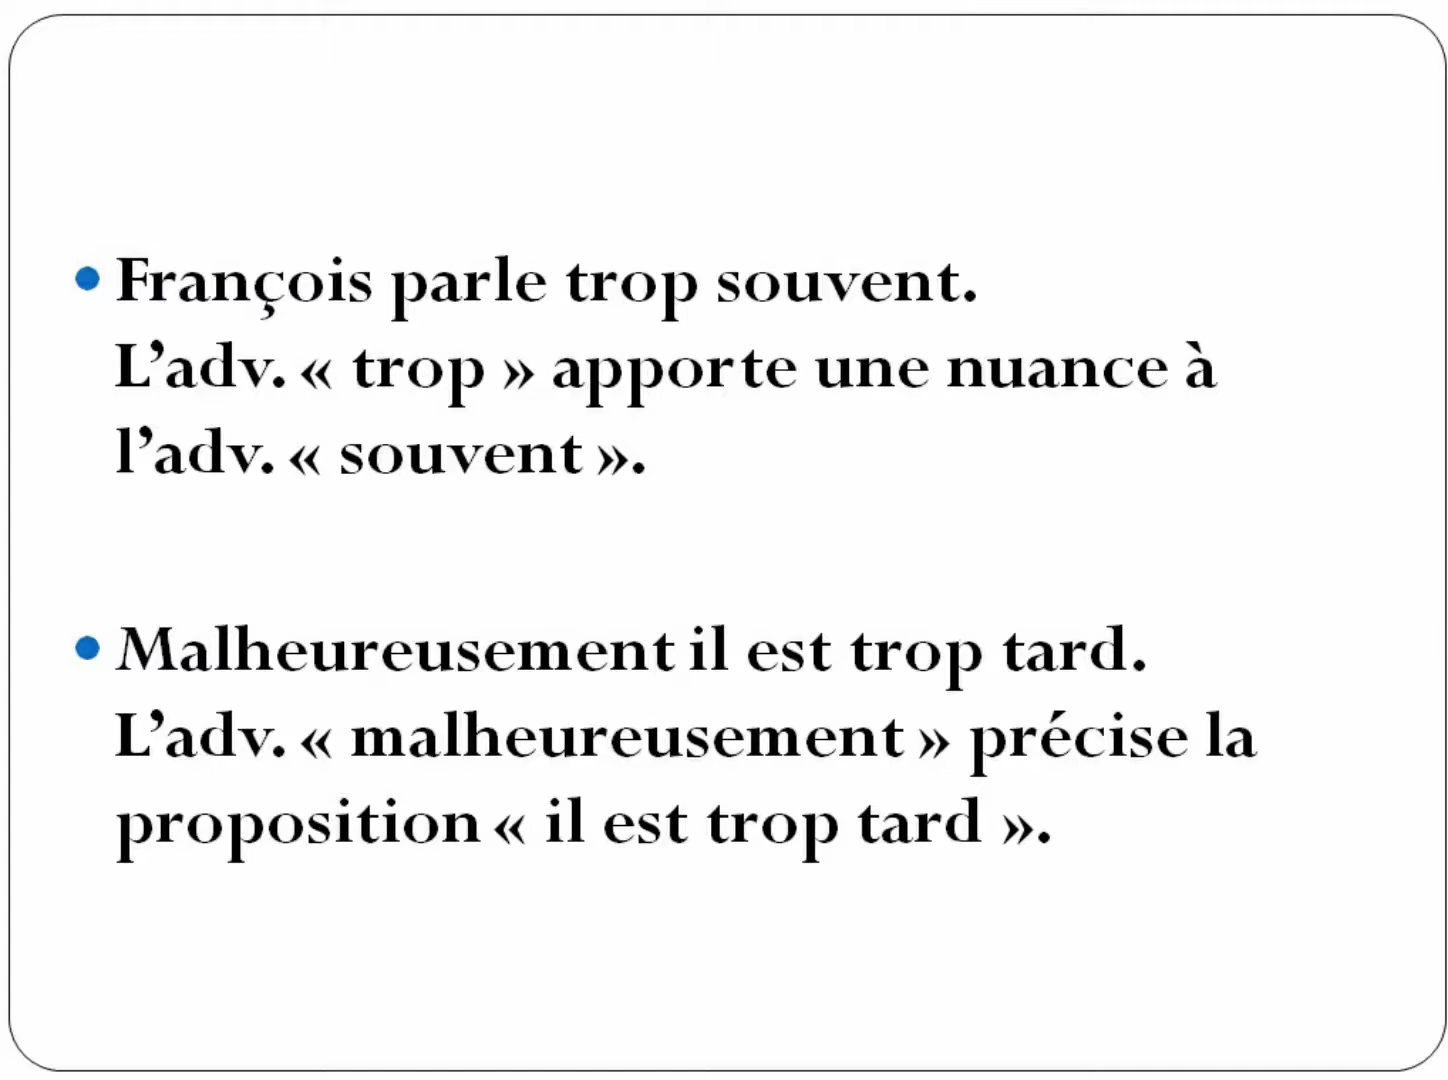 François parle trop souvent.
L’adv. « trop » apporte une nuance à
l’adv. « souvent ».
Malheureusement il est trop tard.
L’adv. « malheureusement » précise la
proposition « il est trop tard ».